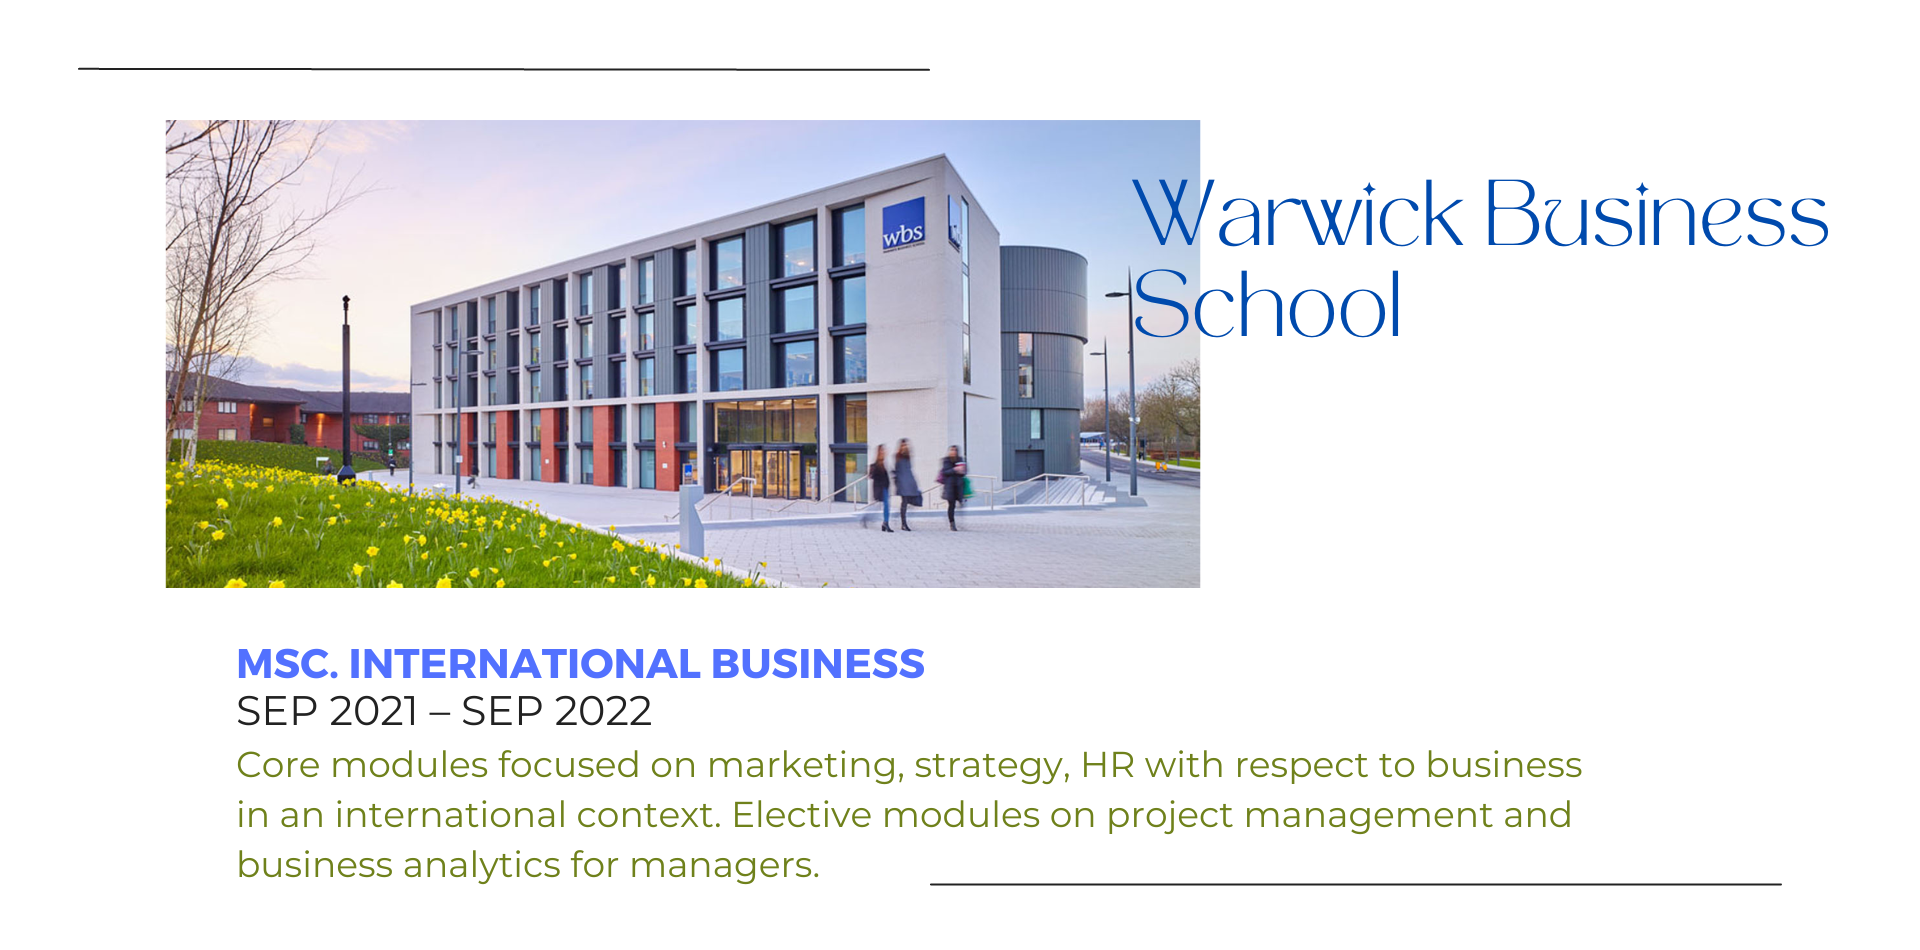 wbs
Warwick Business
School
MSC. INTERNATIONAL BUSINESS
SEP 2021 – SEP 2022
Core modules focused on marketing, strategy, HR with respect to business
in an international context. Elective modules on project management and
business analytics for managers.